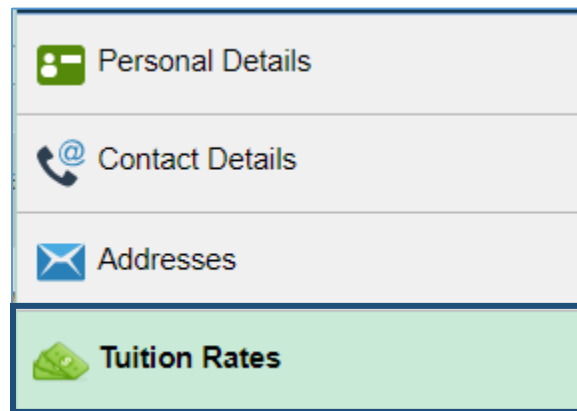 Personal Details
Contact Details
Addresses
Tuition Rates